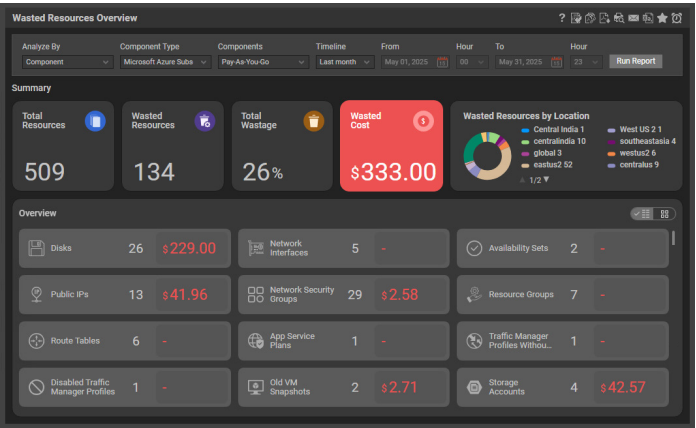 Wasted Resources Overview
?
Analyze By
Component Type
Components
Timeline
From
Hour
To
Hour
Component
Microsoft Azure Subs
Pay-As-You-Go
Last month
May 01, 2025
00
May 31, 2025
23
Run Report
Summary
Total
Resources
509
Wasted
Resources
134
Total
Wastage
26%
Wasted
Cost
$
$333.00
Wasted Resources by Location
Central India 1
West US 2 1
centralindia 10
southeastasia 4
global 3
westus2 6
eastus2 52
centralus 9
1/2
Overview
Disks
26
$229.00
Network
Interfaces
5
-
Availability Sets
2
-
Public IPs
13
$41.96
Network Security
Groups
29
$2.58
Resource Groups
7
-
Route Tables
6
-
App Service
Plans
1
-
Traffic Manager
Profiles Withou...
1
-
Disabled Traffic
Manager Profiles
1
-
Old VM
Snapshots
2
$2.71
Storage
Accounts
4
$42.57